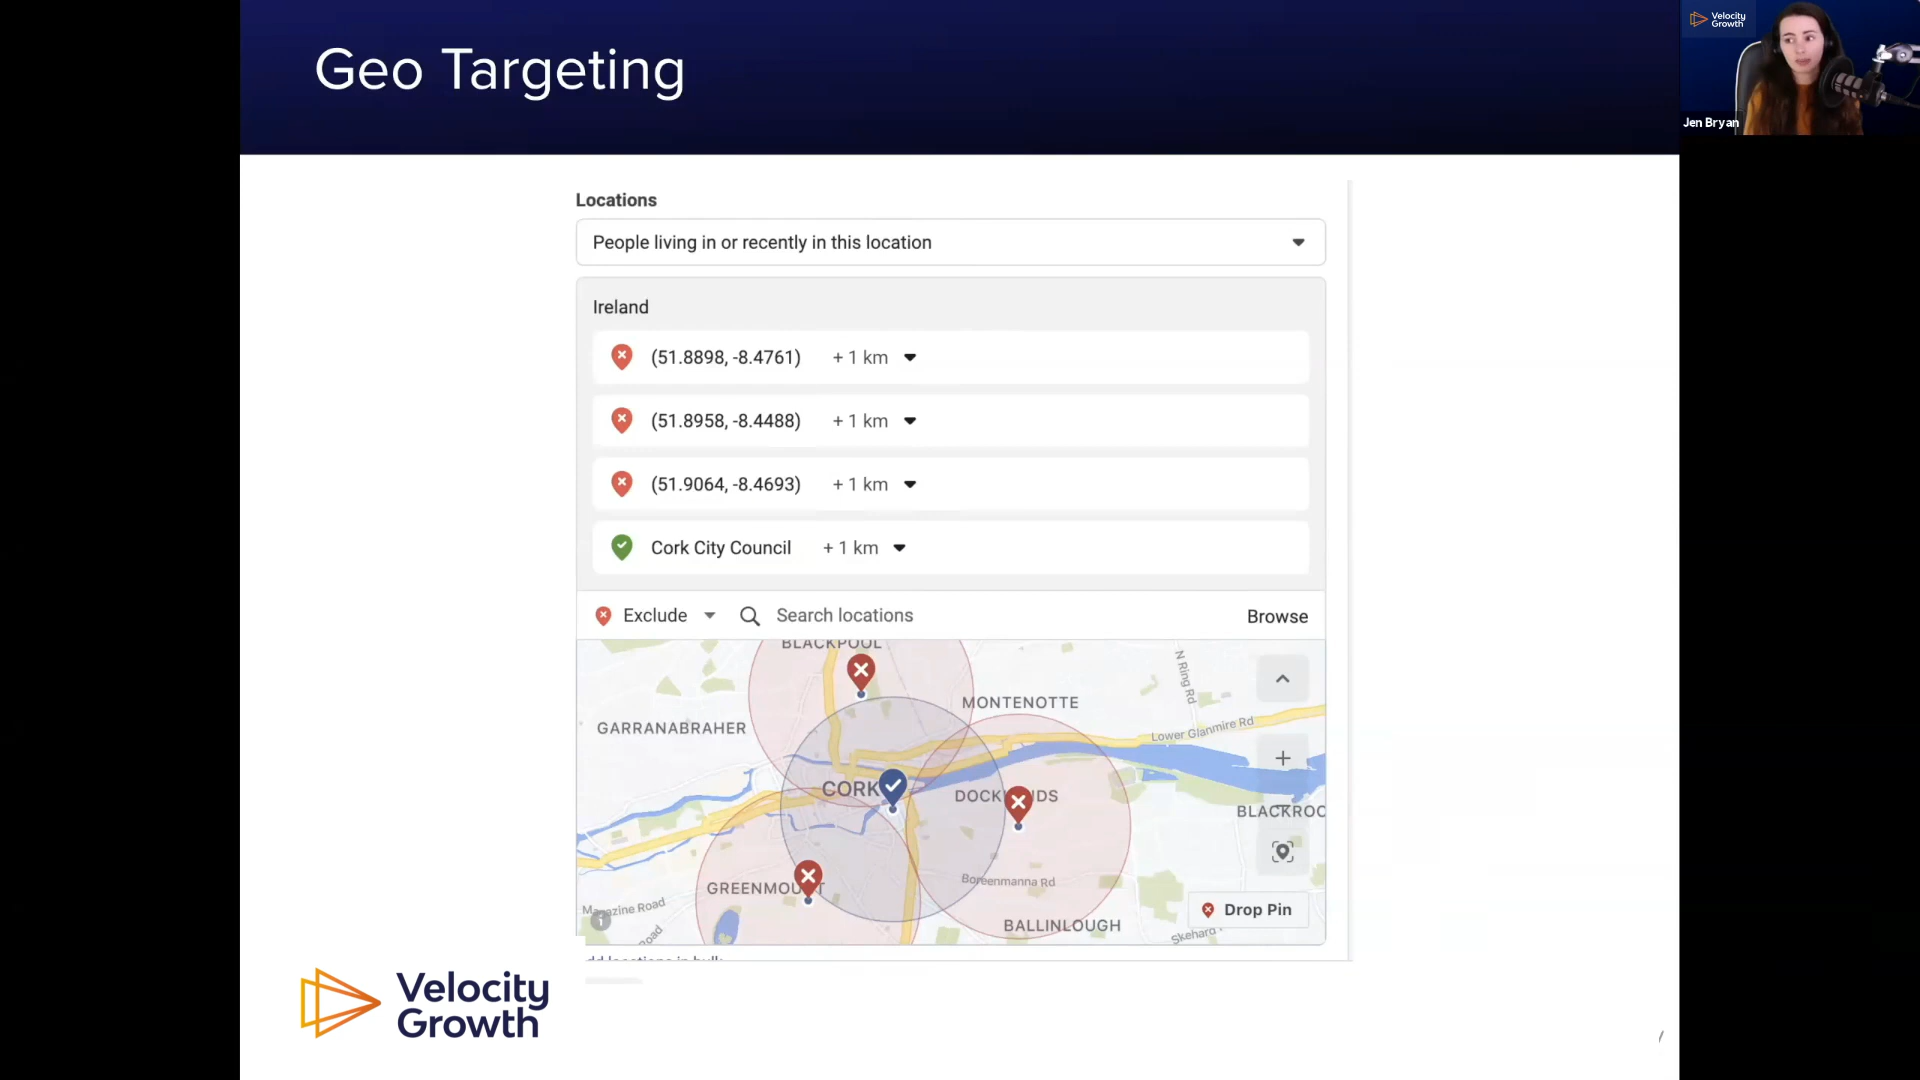 Geo Targeting
Velocity
Growth
Jen Bryan
Locations
People living in or recently in this location
Ireland
(51.8898, -8.4761) + 1 km
(51.8958, -8.4488) + 1 km
(51.9064, -8.4693) + 1 km
Cork City Council + 1 km
Exclude Search locations Browse
BLACKPOOL
N Ring Rd
MONTENOTTE
GARRANABRAHER
Lower Glanmire Rd
CORK
BLACKROC
GREENMOU
Boreenmanna Rd
Road
Drop Pin
BALLINLOUGH
Skehard
Velocity
Growth